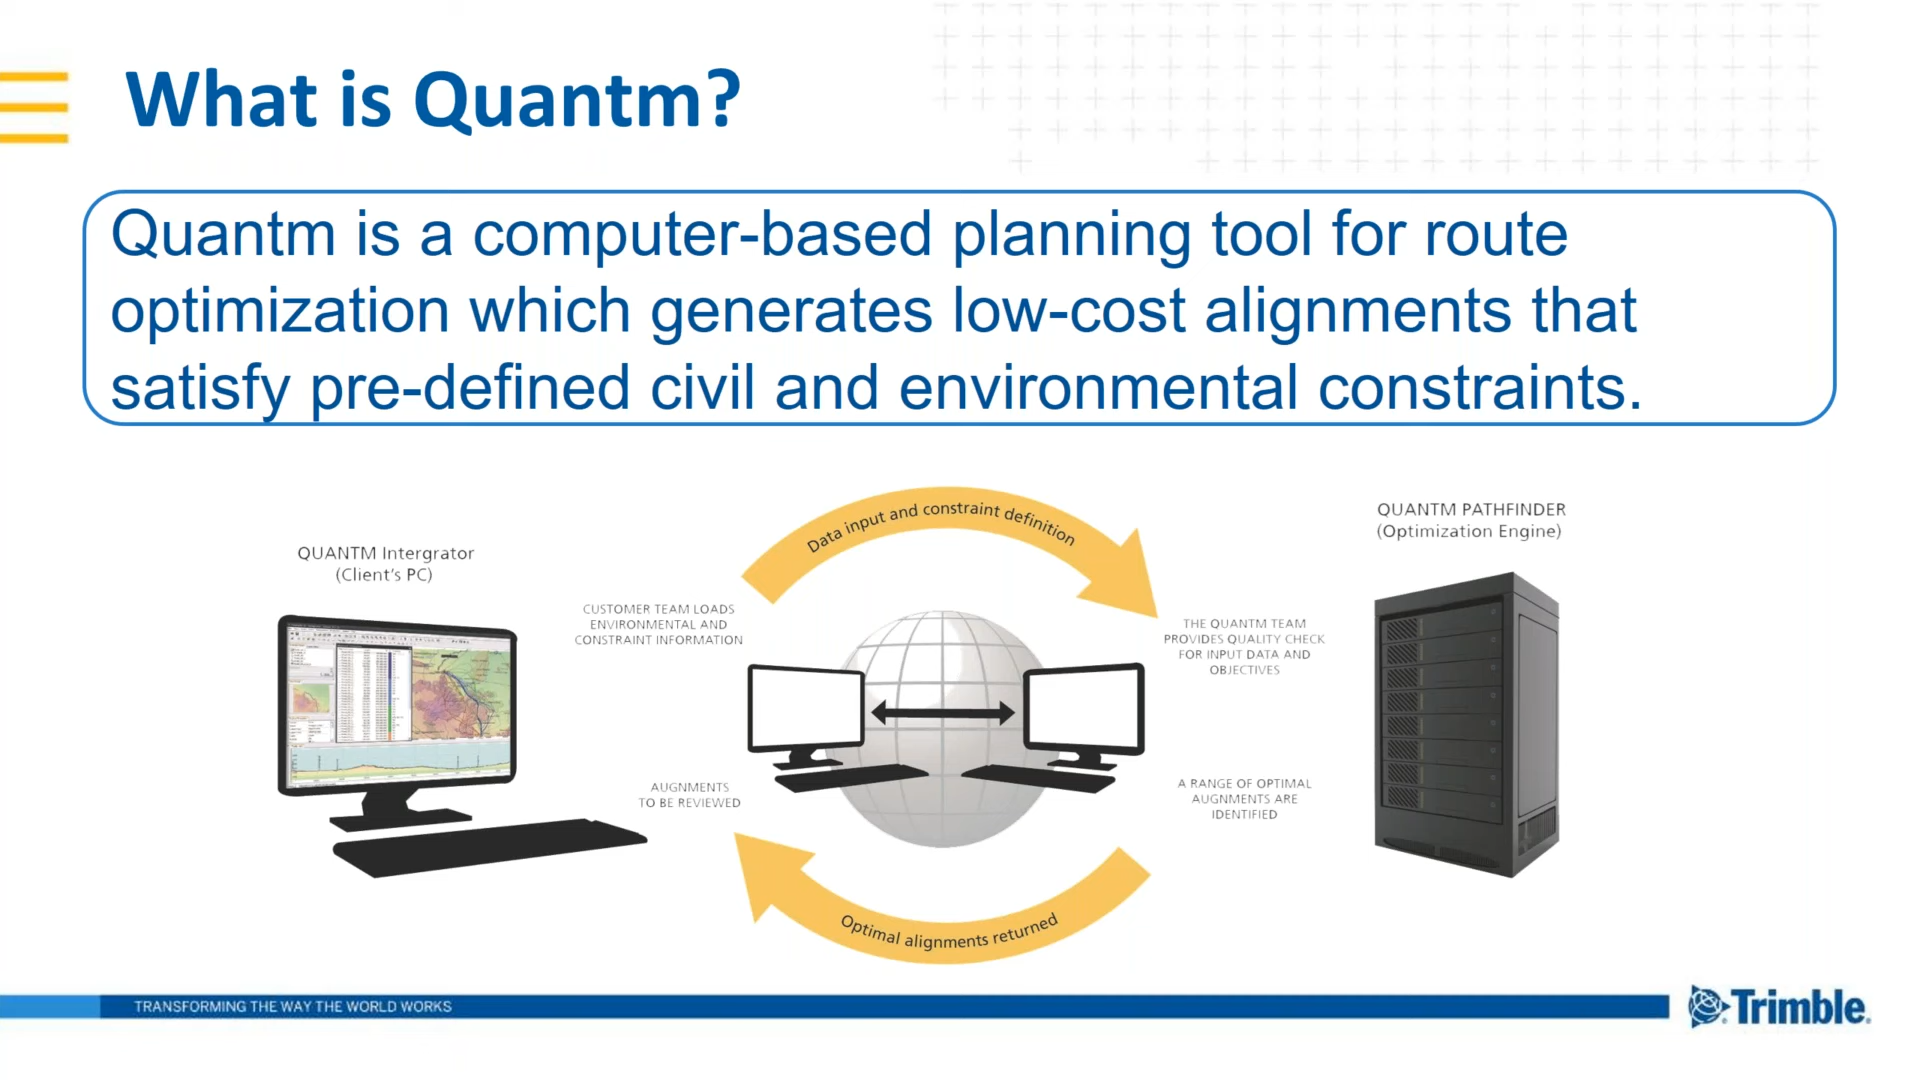 What is Quantm?
Quantm is a computer-based planning tool for route
optimization which generates low-cost alignments that
satisfy pre-defined civil and environmental constraints.
Data input and constraint definition
QUANTM PATHFINDER
(Optimization Engine)
QUANTM Intergrator
(Client's PC)
CUSTOMER TEAM LOADS
ENVIRONMENTAL AND
CONSTRAINT INFORMATION
THE QUANTM TEAM
PROVIDES QUALITY CHECK
FOR INPUT DATA AND
OBJECTIVES
AUGNMENTS
TO BE REVIEWED
A RANGE OF OPTIMAL
AUGNMENTS ARE
IDENTIFIED
Optimal alignments returned
TRANSFORMING THE WAY THE WORLD WORKS
Trimble.